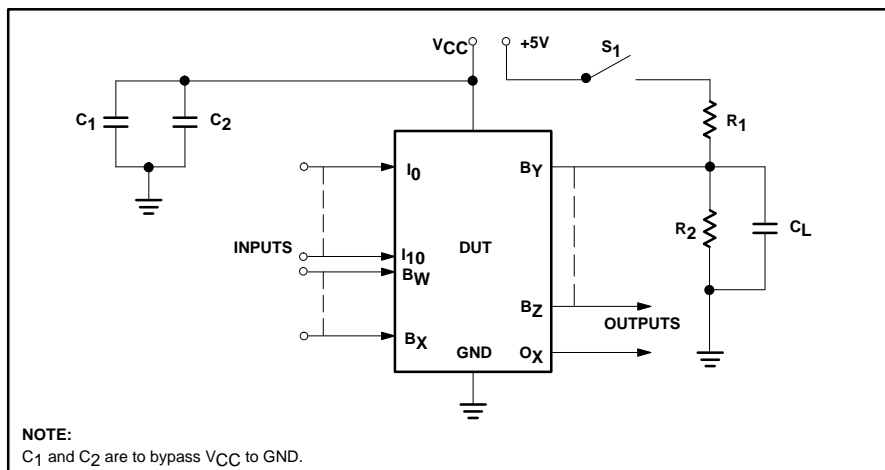 VCC
+5V
S1
C1
C2
R1
I0
BY
R2
CL
INPUTS
I10
DUT
BW
BZ
OUTPUTS
BX
GND
OX
NOTE:
C1 and C2 are to bypass VCC to GND.